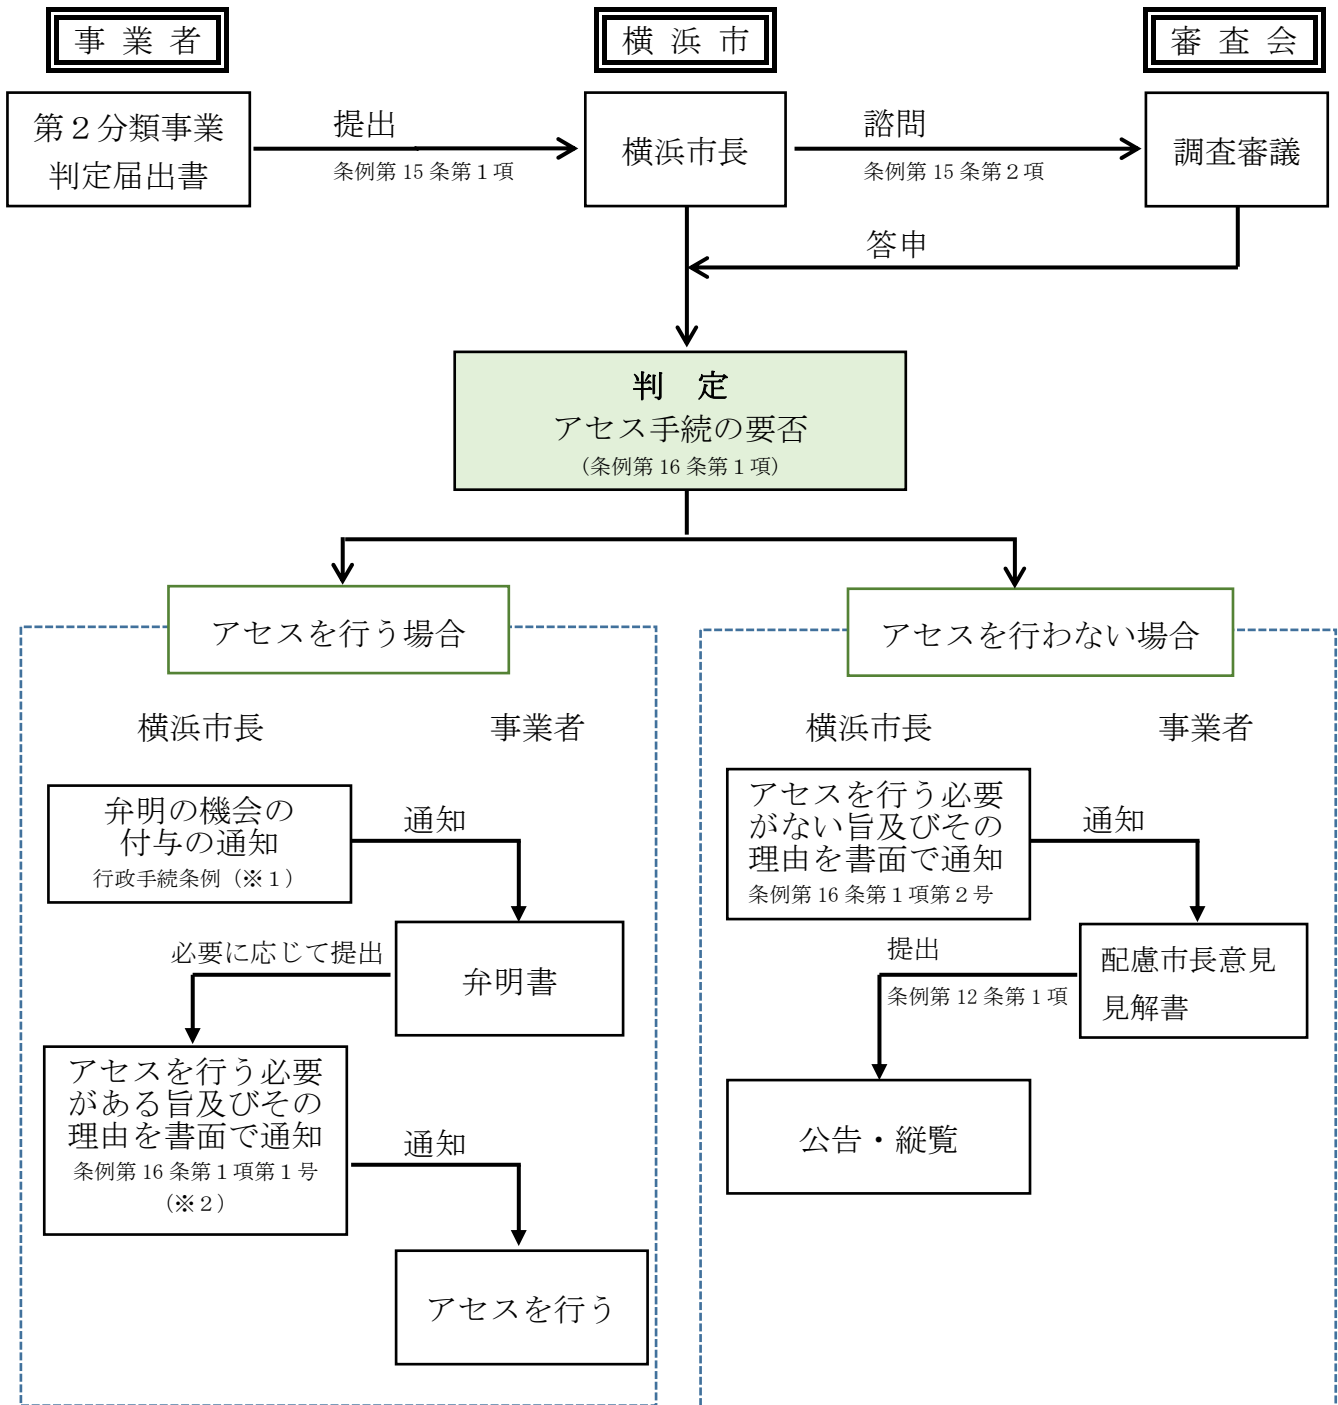 事業者
横浜市
審査会
第２分類事業
判定届出書
提出
条例第15条第１項
横浜市長
諮問
条例第15条第２項
調査審議
答申
判　定
アセス手続の要否
（条例第16条第１項）
アセスを行う場合
横浜市長
事業者
弁明の機会の
付与の通知
行政手続条例（※１）
通知
必要に応じて提出
弁明書
アセスを行う必要
がある旨及びその
理由を書面で通知
条例第16条第１項第１号
（※２）
通知
アセスを行う
アセスを行わない場合
横浜市長
事業者
アセスを行う必要
がない旨及びその
理由を書面で通知
条例第16条第１項第２号
通知
提出
条例第12条第１項
配慮市長意見
見解書
公告・縦覧